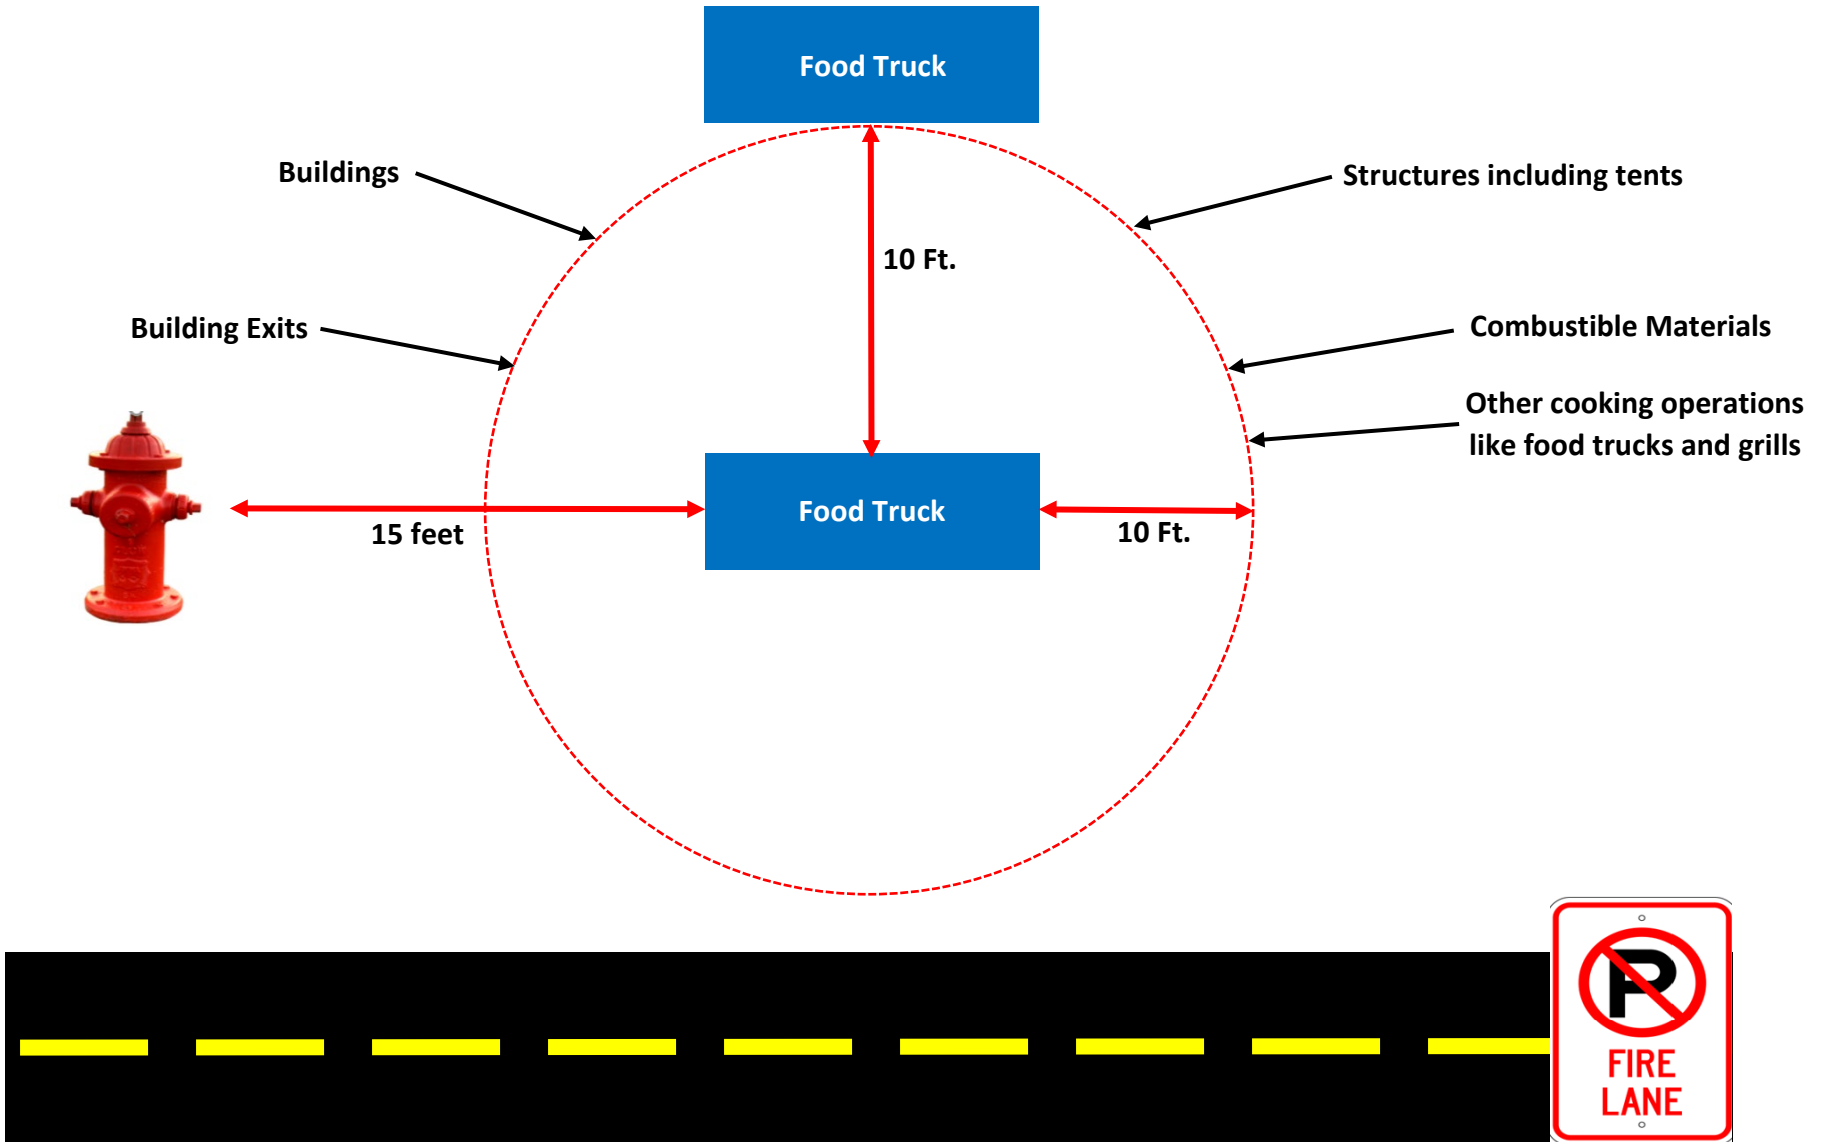 Food Truck
Buildings
Structures including tents
10 Ft.
Building Exits
Combustible Materials
Other cooking operations
like food trucks and grills
Food Truck
15 feet
10 Ft.
P
FIRE
LANE